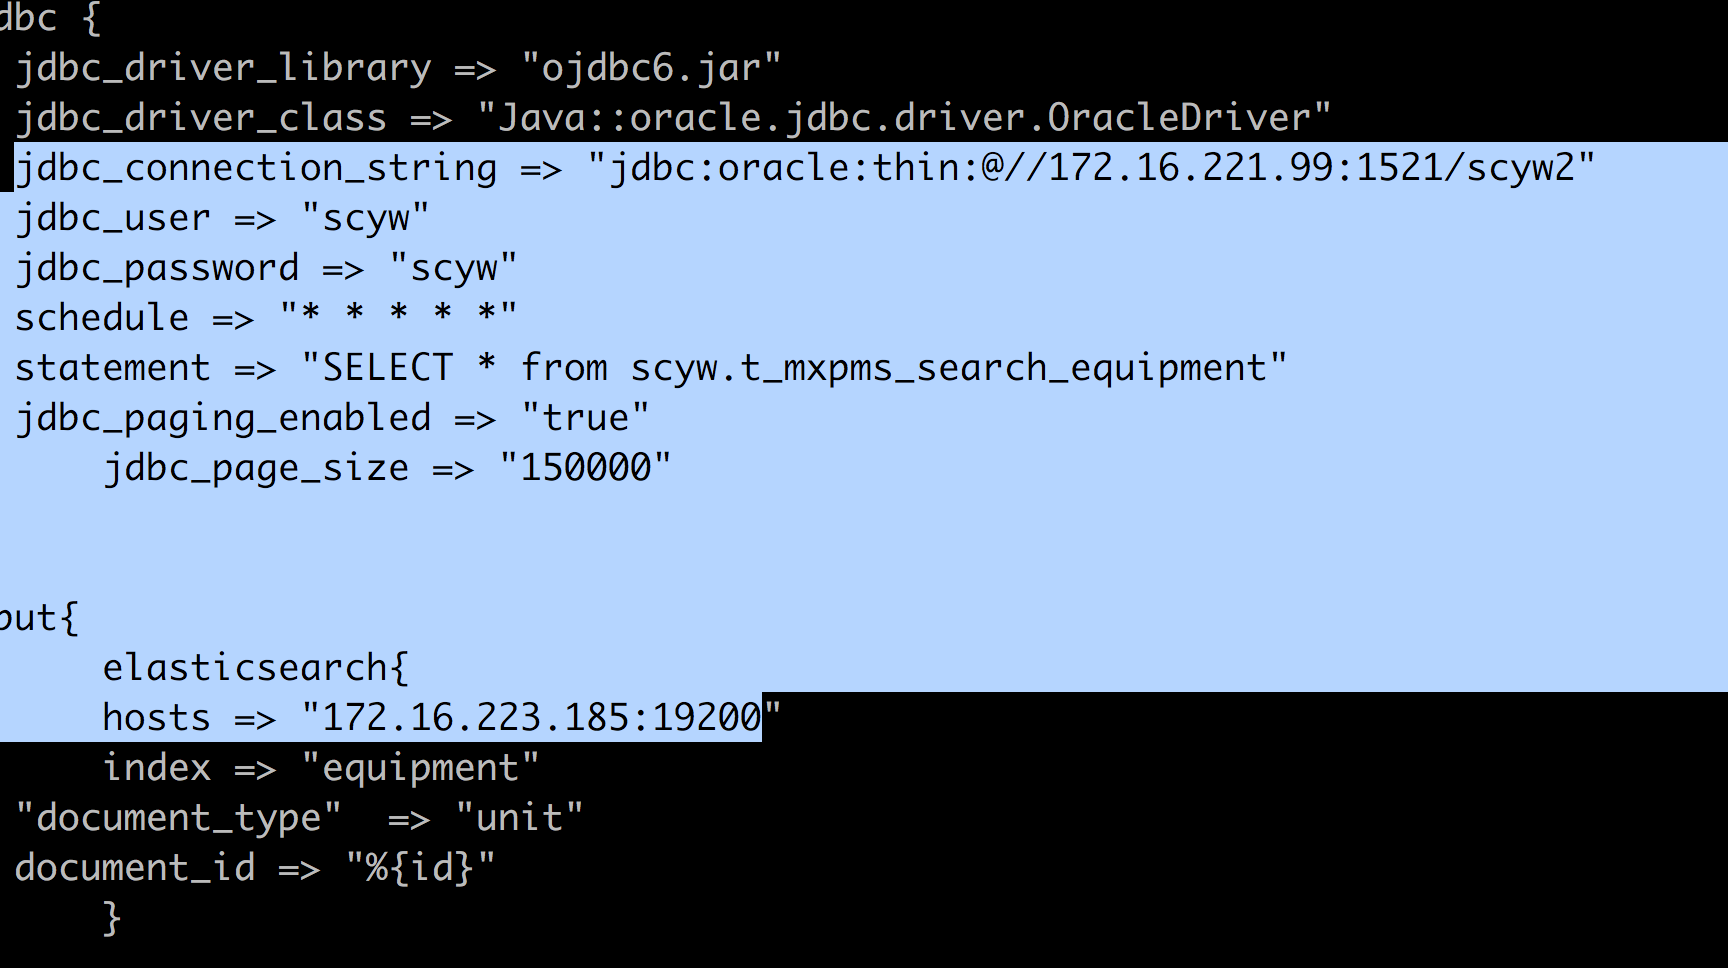 dbc {
jdbc_driver_library => "ojdbc6.jar"
jdbc_driver_class => "Java::oracle.jdbc.driver.OracleDriver"
jdbc_connection_string => "jdbc:oracle:thin:@//172.16.221.99:1521/scyw2"
jdbc_user => "scyw"
jdbc_password => "scyw"
schedule => "* * * * *"
statement => "SELECT * from scyw.t_mxpms_search_equipment"
jdbc_paging_enabled => "true"
jdbc_page_size => "150000"
put{
elasticsearch{
hosts => "172.16.223.185:19200"
index => "equipment"
"document_type"  => "unit"
document_id => "%{id}"
}